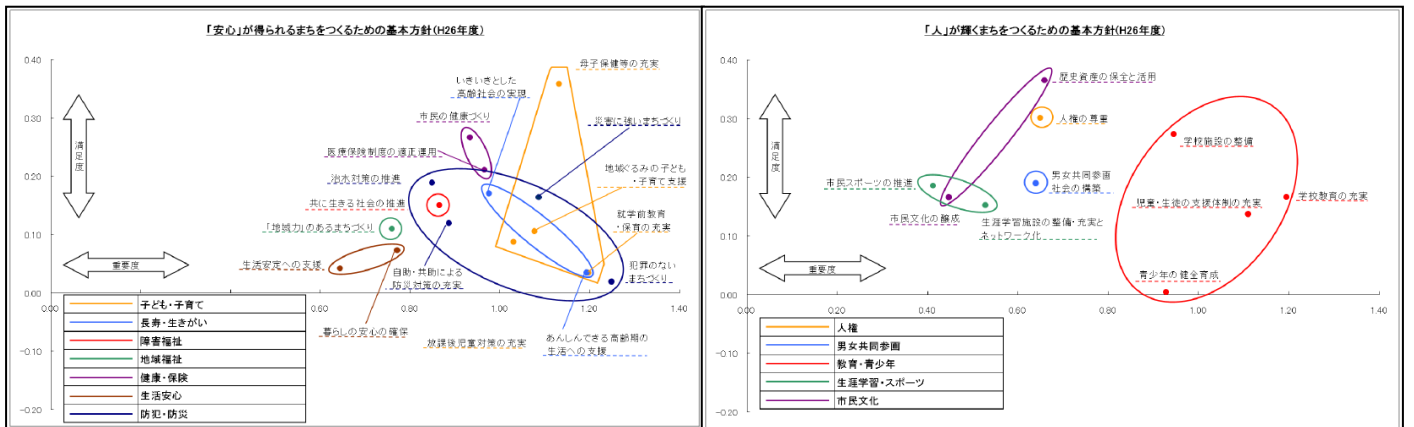 「安心」が得られるまちをつくるための基本方針(H26年度)
0.40
0.30
0.20
0.10
0.00
-0.10
-0.20
0.00
0.20
0.40
0.60
0.80
1.00
1.20
1.40
満足度
重要度
母子保健等の充実
いきいきとした
高齢社会の実現
市民の健康づくり
災害に強いまちづくり
医療保険制度の適正運用
地域ぐるみの子ども
・子育て支援
治水対策の推進
共に生きる社会の推進
就学前教育
・保育の充実
「地域力」のあるまちづくり
生活安定への支援
自助・共助による
防災対策の充実
犯罪のない
まちづくり
暮らしの安心の確保
放課後児童対策の充実
あんしんできる高齢期の
生活への支援
子ども・子育て
長寿・生きがい
障害福祉
地域福祉
健康・保険
生活安心
防犯・防災
「人」が輝くまちをつくるための基本方針(H26年度)
0.40
0.30
0.20
0.10
0.00
-0.10
-0.20
0.00
0.20
0.40
0.60
0.80
1.00
1.20
1.40
満足度
重要度
歴史資産の保全と活用
人権の尊重
学校施設の整備
市民スポーツの推進
男女共同参画
社会の構築
学校教育の充実
児童・生徒の支援体制の充実
市民文化の醸成
生涯学習施設の整備・充実と
ネットワーク化
青少年の健全育成
人権
男女共同参画
教育・青少年
生涯学習・スポーツ
市民文化